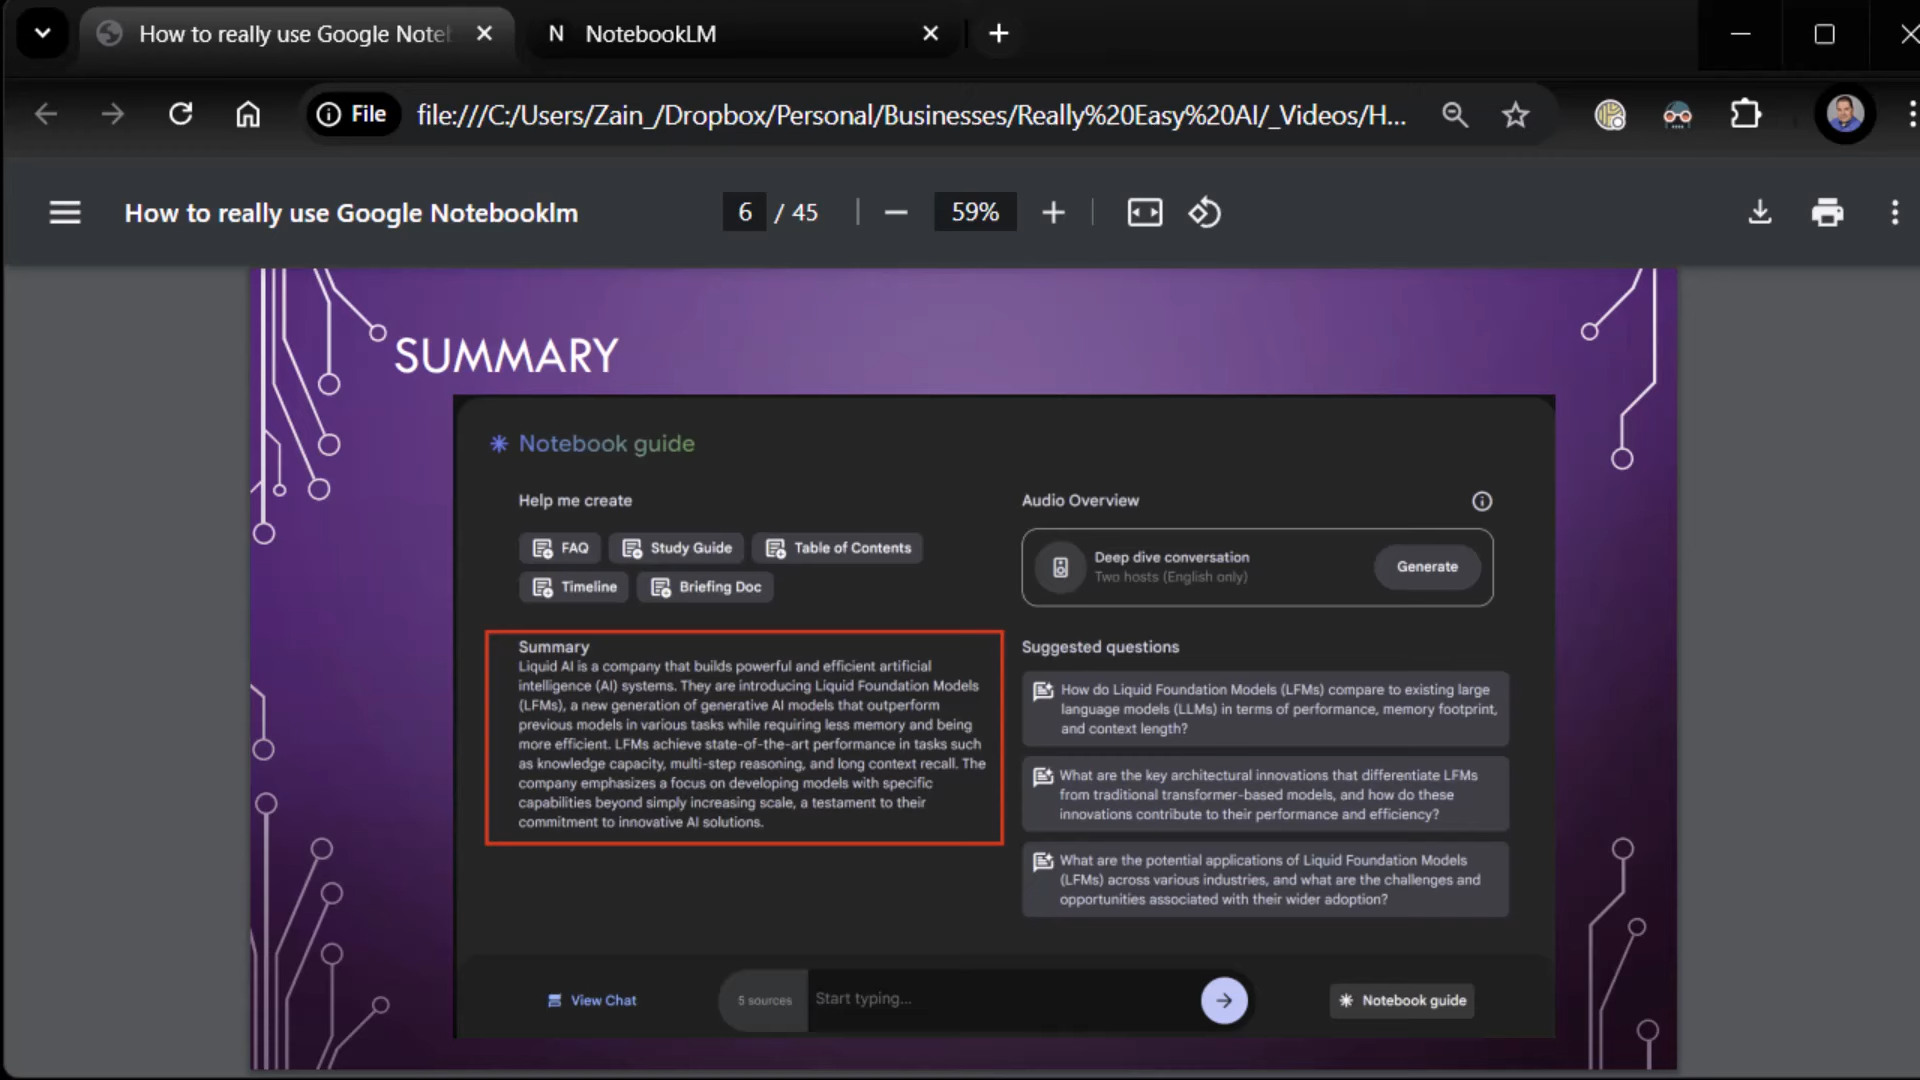 How to really use Google Note
N NotebookLM
File file:///C:/Users/Zain_/Dropbox/Personal/Businesses/Really%20Easy%20AI/_Videos/H...
How to really use Google Notebooklm
6 / 45
59%
SUMMARY
Notebook guide
Help me create
FAQ
Study Guide
Table of Contents
Timeline
Briefing Doc
Audio Overview
Deep dive conversation
Two hosts (English only)
Generate
Summary
Liquid AI is a company that builds powerful and efficient artificial
intelligence (AI) systems. They are introducing Liquid Foundation Models
(LFMs), a new generation of generative AI models that outperform
previous models in various tasks while requiring less memory and being
more efficient. LFMs achieve state-of-the-art performance in tasks such
as knowledge capacity, multi-step reasoning, and long context recall. The
company emphasizes a focus on developing models with specific
capabilities beyond simply increasing scale, a testament to their
commitment to innovative AI solutions.
Suggested questions
How do Liquid Foundation Models (LFMs) compare to existing large
language models (LLMs) in terms of performance, memory footprint,
and context length?
What are the key architectural innovations that differentiate LFMs
from traditional transformer-based models, and how do these
innovations contribute to their performance and efficiency?
What are the potential applications of Liquid Foundation Models
(LFMs) across various industries, and what are the challenges and
opportunities associated with their wider adoption?
View Chat
5 sources
Start typing...
Notebook guide